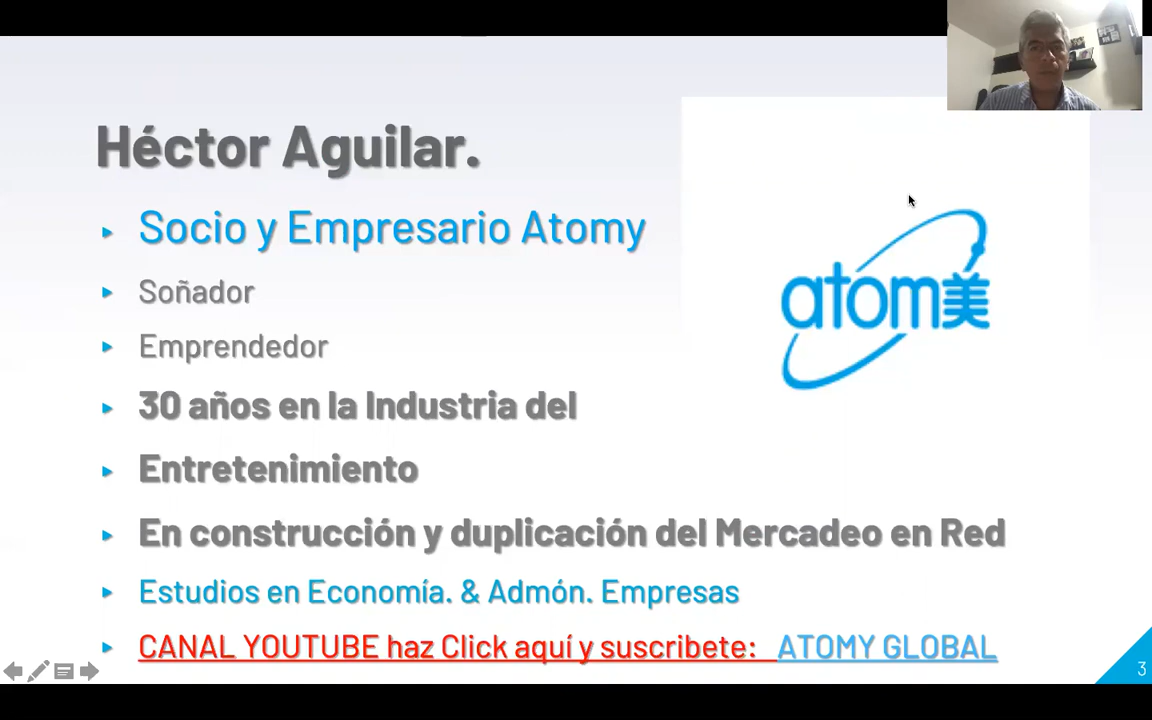 Héctor Aguilar.
Socio y Empresario Atomy
Soñador
Emprendedor
30 años en la Industria del
Entretenimiento
En construcción y duplicación del Mercadeo en Red
Estudios en Economía. & Admón. Empresas
CANAL YOUTUBE haz Click aquí y suscribete: ATOMY GLOBAL
atom美
3